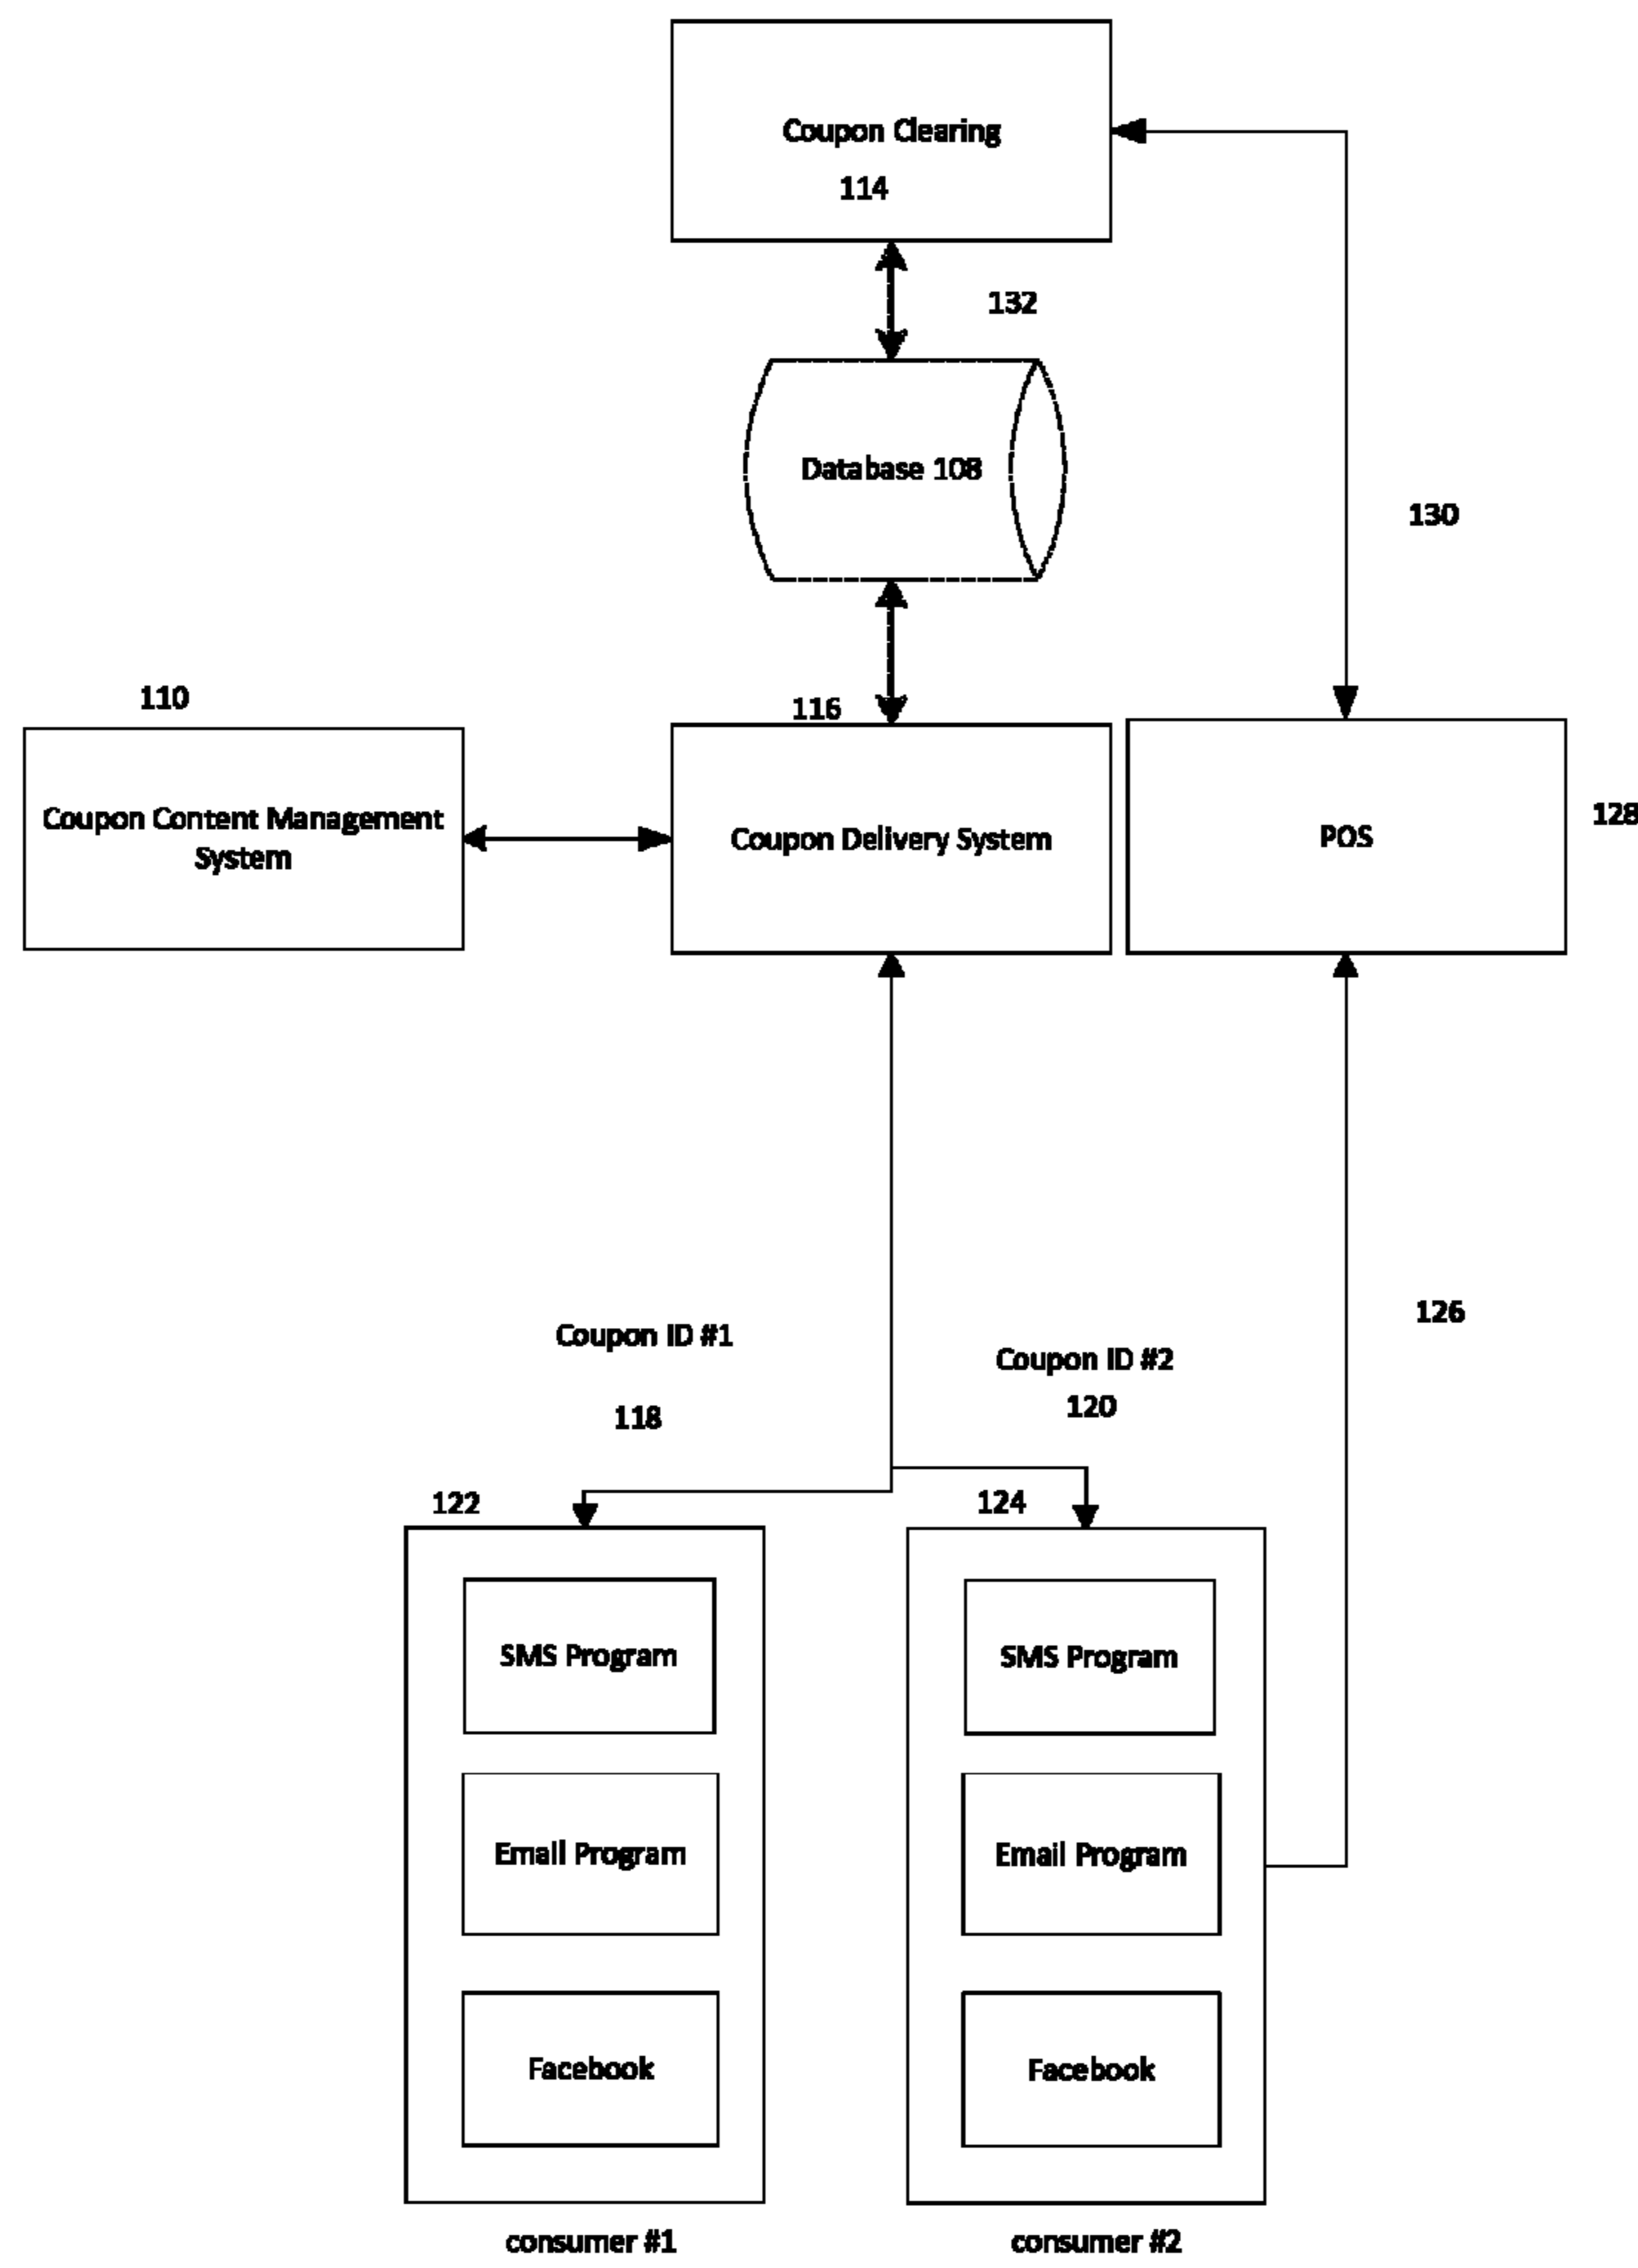 Coupon Clearing
114
132
Database 108
130
110
116
Coupon Content Management
System
Coupon Delivery System
POS
128
Coupon ID #1
118
Coupon ID #2
120
126
122
124
SMS Program
SMS Program
Email Program
Email Program
Facebook
Facebook
consumer #1
consumer #2